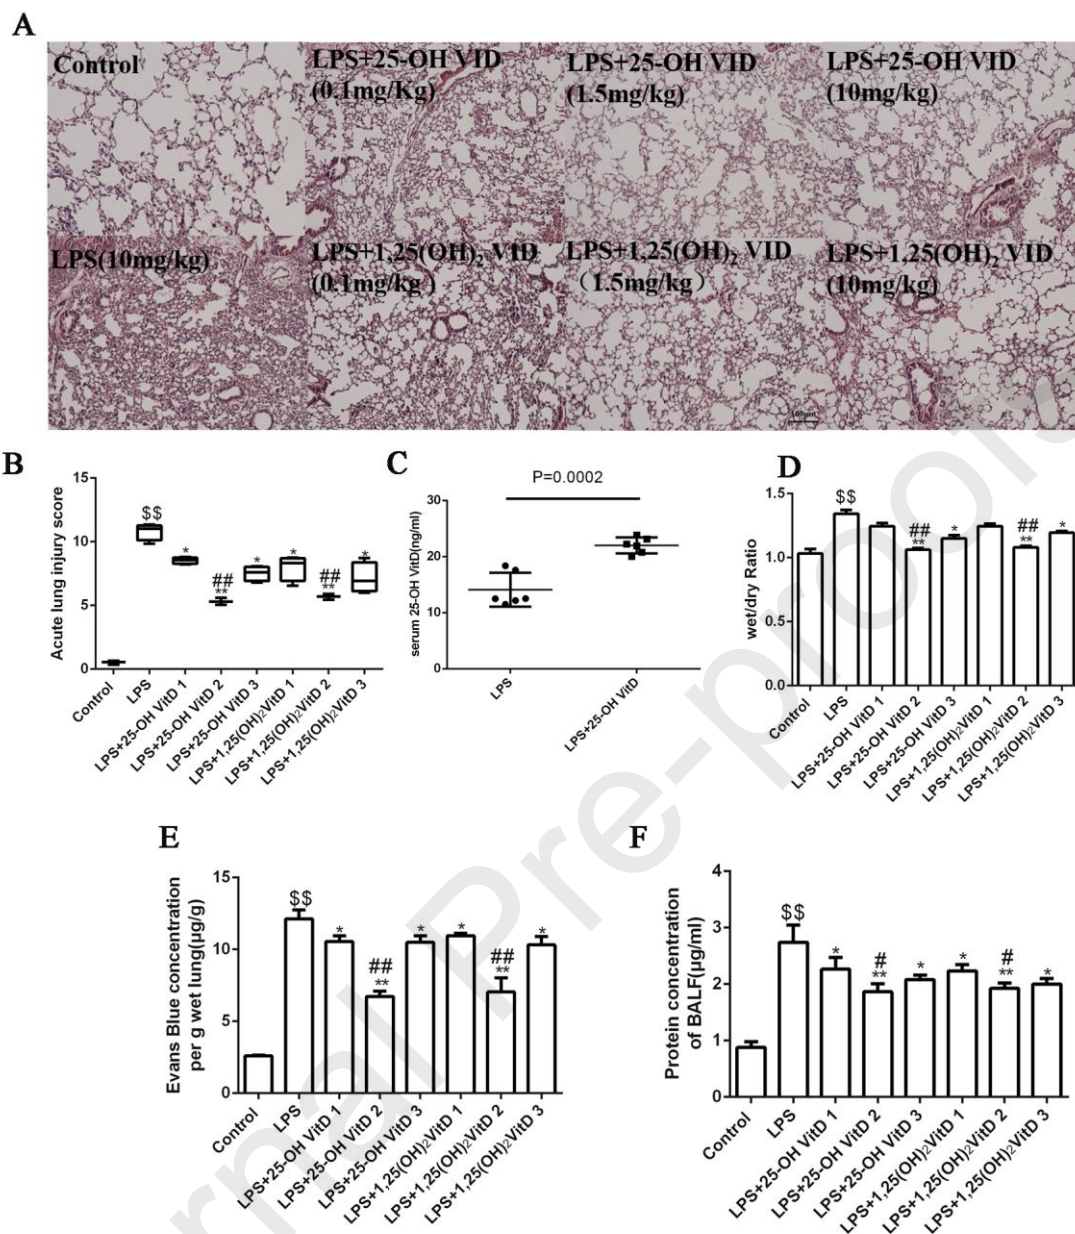 A
Control
LPS+25-OH VID
(0.1mg/Kg)
LPS+25-OH VID
(1.5mg/kg)
LPS+25-OH VID
(10mg/kg)
LPS(10mg/kg)
LPS+1,25(OH)₂ VID
(0.1mg/kg)
LPS+1,25(OH)₂ VID
（1.5mg/kg）
LPS+1,25(OH)₂ VID
(10mg/kg)
100μm
B
Acute lung injury score
15
10
5
0
$$
*
##
**
*
*
##
**
*
Control
LPS
LPS+25-OH VitD 1
LPS+25-OH VitD 2
LPS+25-OH VitD 3
LPS+1,25(OH)₂VitD 1
LPS+1,25(OH)₂VitD 2
LPS+1,25(OH)₂VitD 3
C
P=0.0002
serum 25-OH VitD(ng/ml)
30
20
10
0
LPS
LPS+25-OH VitD
D
wet/dry Ratio
1.5
1.0
0.5
0.0
$$
##
**
*
##
**
*
Control
LPS
LPS+25-OH VitD 1
LPS+25-OH VitD 2
LPS+25-OH VitD 3
LPS+1,25(OH)₂VitD 1
LPS+1,25(OH)₂VitD 2
LPS+1,25(OH)₂VitD 3
E
Evans Blue concentration
per g wet lung(μg/g)
15
10
5
0
$$
*
##
**
*
*
##
**
*
Control
LPS
LPS+25-OH VitD 1
LPS+25-OH VitD 2
LPS+25-OH VitD 3
LPS+1,25(OH)₂VitD 1
LPS+1,25(OH)₂VitD 2
LPS+1,25(OH)₂VitD 3
F
Protein concentration
of BALF(μg/ml)
4
3
2
1
0
$$
*
#
**
*
*
#
**
*
Control
LPS
LPS+25-OH VitD 1
LPS+25-OH VitD 2
LPS+25-OH VitD 3
LPS+1,25(OH)₂VitD 1
LPS+1,25(OH)₂VitD 2
LPS+1,25(OH)₂VitD 3
rnal Pre-proof